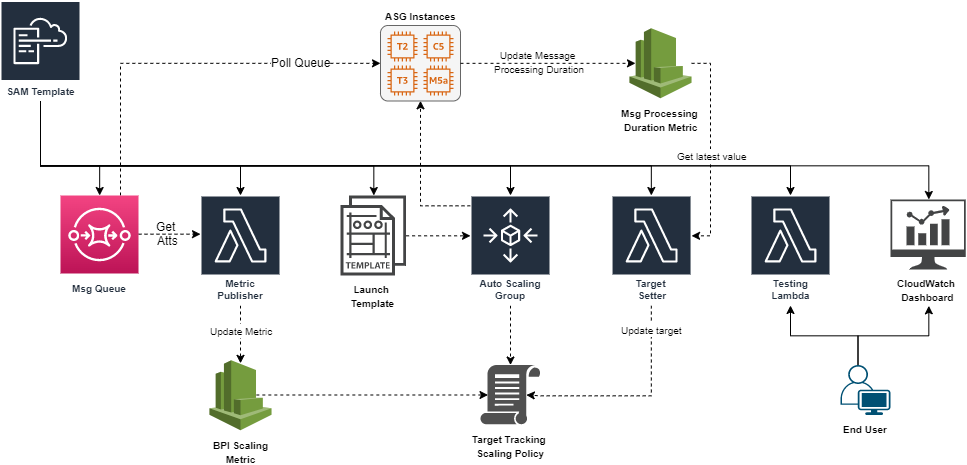 ASG Instances
T2
C5
T3
M5a
SAM Template
Poll Queue
Update Message
Processing Duration
Msg Processing
Duration Metric
Get latest value
Get
Atts
TEMPLATE
Msg Queue
Metric
Publisher
Launch
Template
Auto Scaling
Group
Target
Setter
Testing
Lambda
CloudWatch
Dashboard
Update Metric
Update target
BPI Scaling
Metric
Target Tracking
Scaling Policy
End User